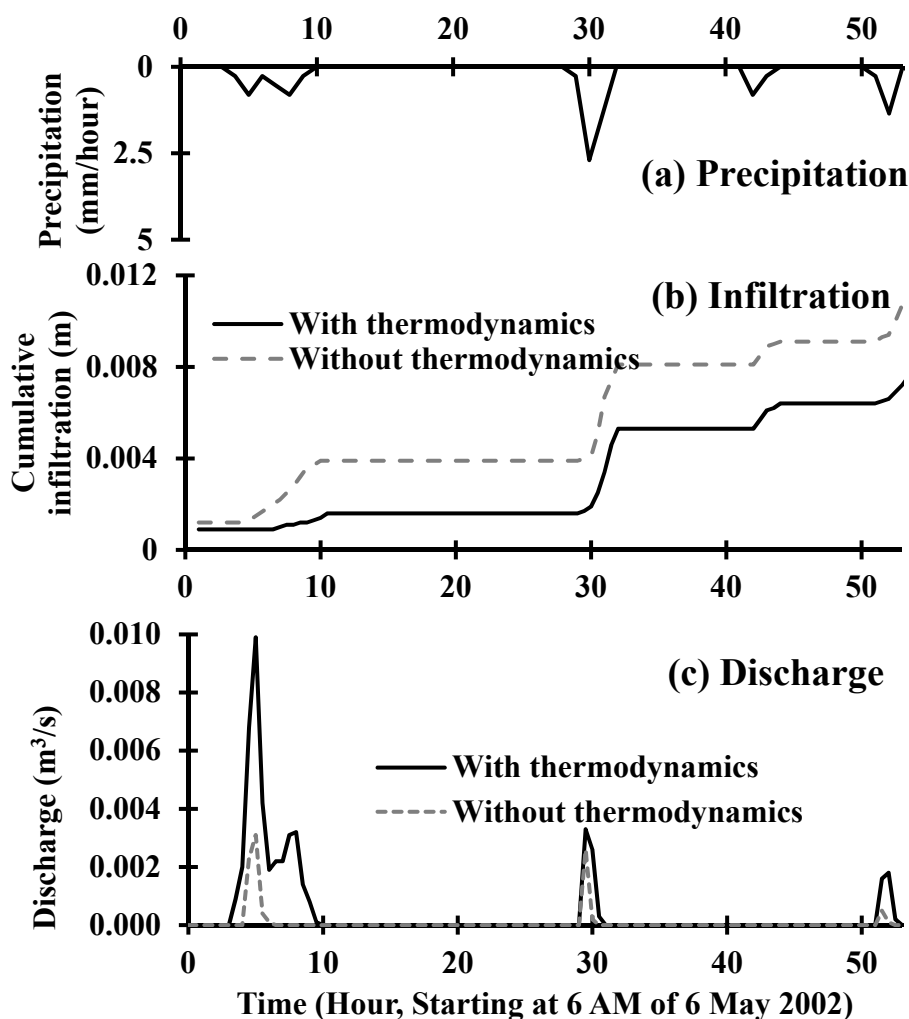 0 10 20 30 40 50
0
2.5
5
Precipitation
(mm/hour)
(a) Precipitation
0.012
0.008
0.004
0
Cumulative
infiltration (m)
(b) Infiltration
With thermodynamics
Without thermodynamics
0 10 20 30 40 50
0.010
0.008
0.006
0.004
0.002
0.000
Discharge (m³/s)
(c) Discharge
With thermodynamics
Without thermodynamics
0 10 20 30 40 50
Time (Hour, Starting at 6 AM of 6 May 2002)